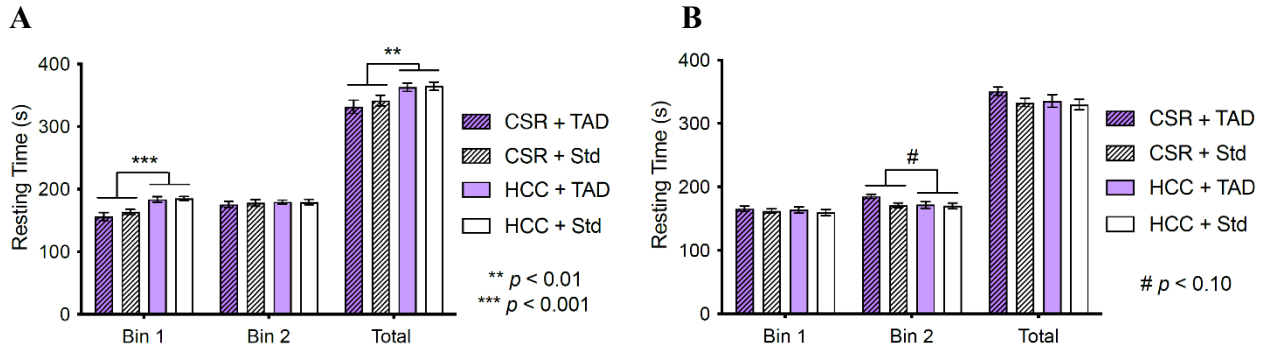 A
Resting Time (s)
400
300
200
100
0
***
**
Bin 1
Bin 2
Total
CSR + TAD
CSR + Std
HCC + TAD
HCC + Std
** p < 0.01
*** p < 0.001
B
Resting Time (s)
400
300
200
100
0
#
Bin 1
Bin 2
Total
CSR + TAD
CSR + Std
HCC + TAD
HCC + Std
# p < 0.10